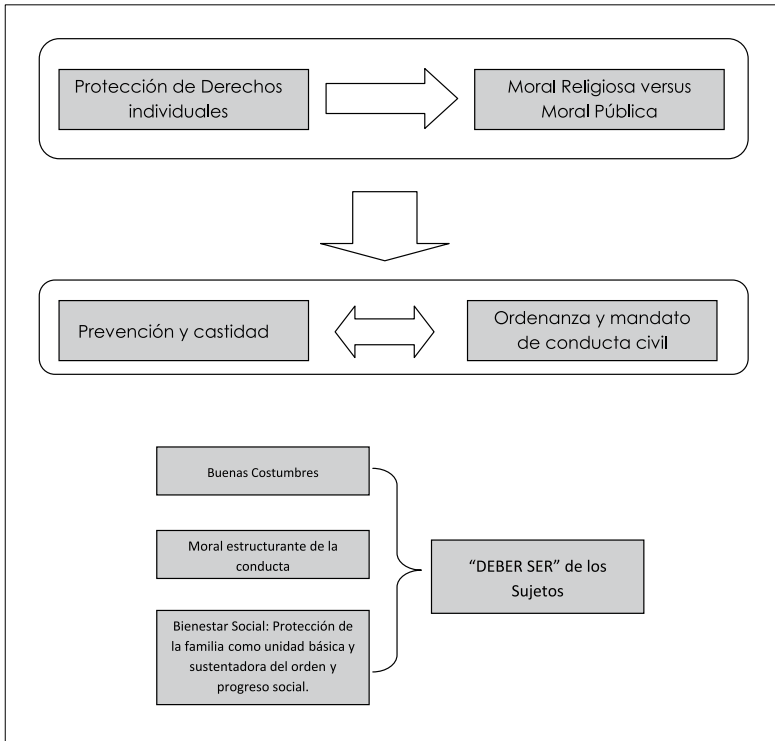 Protección de Derechos
individuales
Moral Religiosa versus
Moral Pública
Prevención y castidad
Ordenanza y mandato
de conducta civil
Buenas Costumbres
Moral estructurante de la
conducta
Bienestar Social: Protección de
la familia como unidad básica y
sustentadora del orden y
progreso social.
“DEBER SER” de los
Sujetos